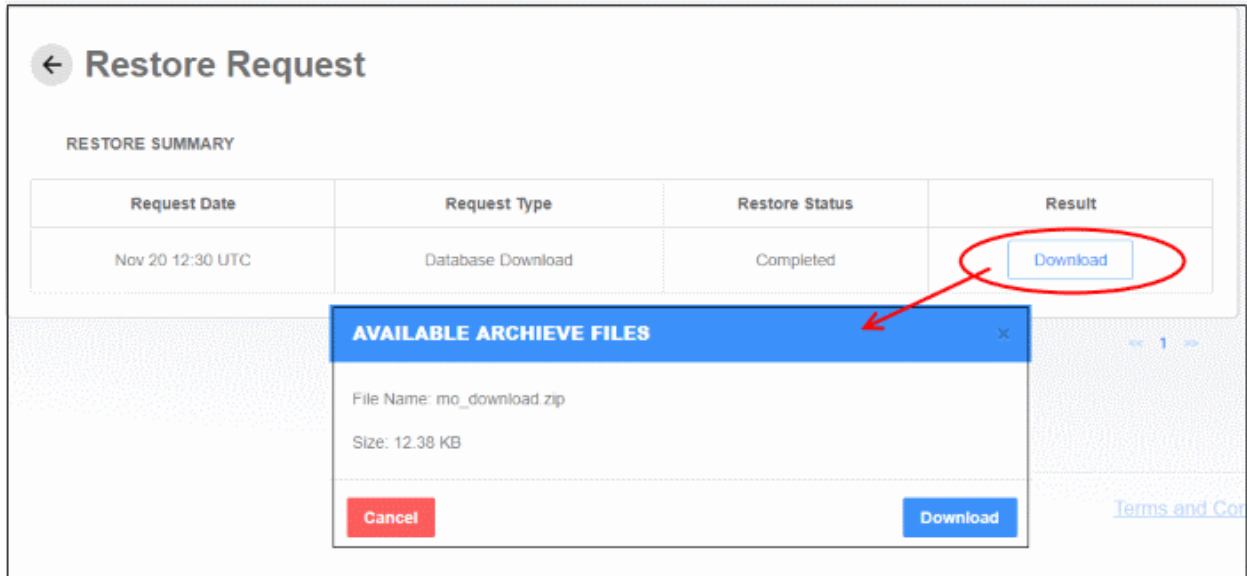 Restore Request
RESTORE SUMMARY
Request Date Request Type Restore Status Result
Nov 20 12:30 UTC Database Download Completed Download
AVAILABLE ARCHIEVE FILES ×
<< 1 >>
File Name: mo_download.zip
Size: 12.38 KB
Cancel Download
Terms and